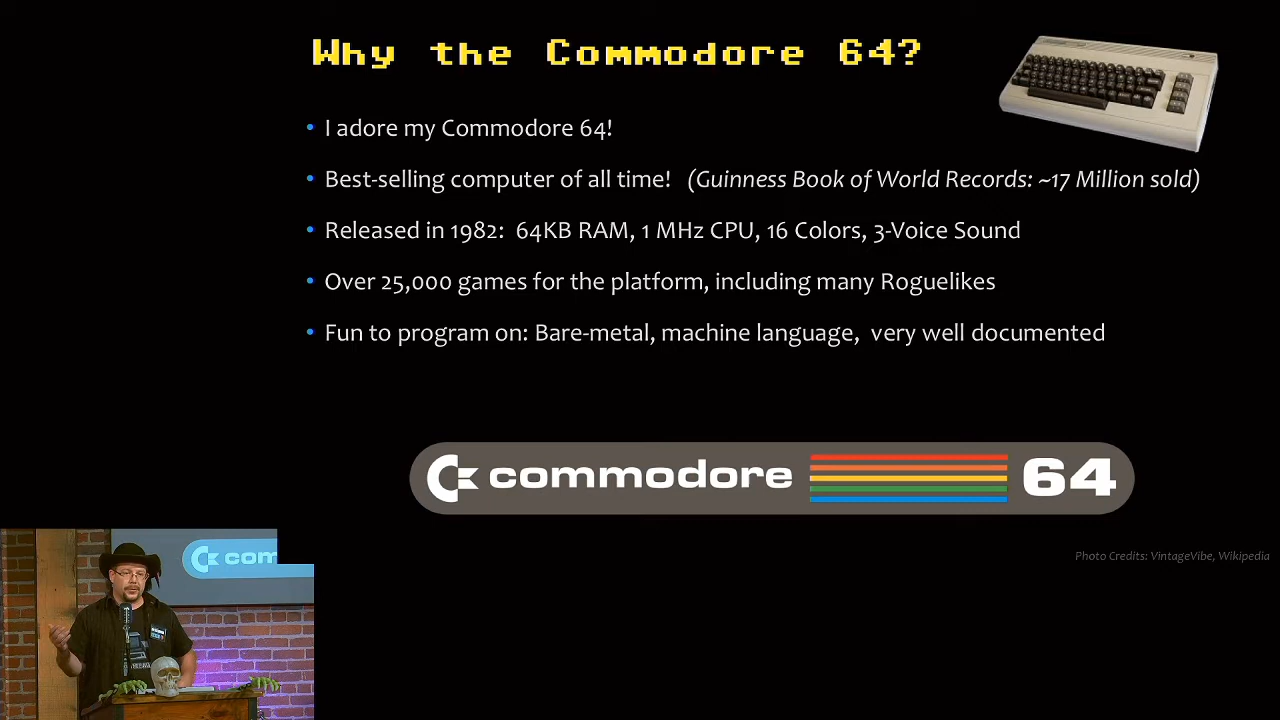 Why the Commodore 64?
• I adore my Commodore 64!
• Best-selling computer of all time! (Guinness Book of World Records: ~17 Million sold)
• Released in 1982: 64KB RAM, 1 MHz CPU, 16 Colors, 3-Voice Sound
• Over 25,000 games for the platform, including many Roguelikes
• Fun to program on: Bare-metal, machine language, very well documented
commodore 64
Photo Credits: VintageVibe, Wikipedia
com